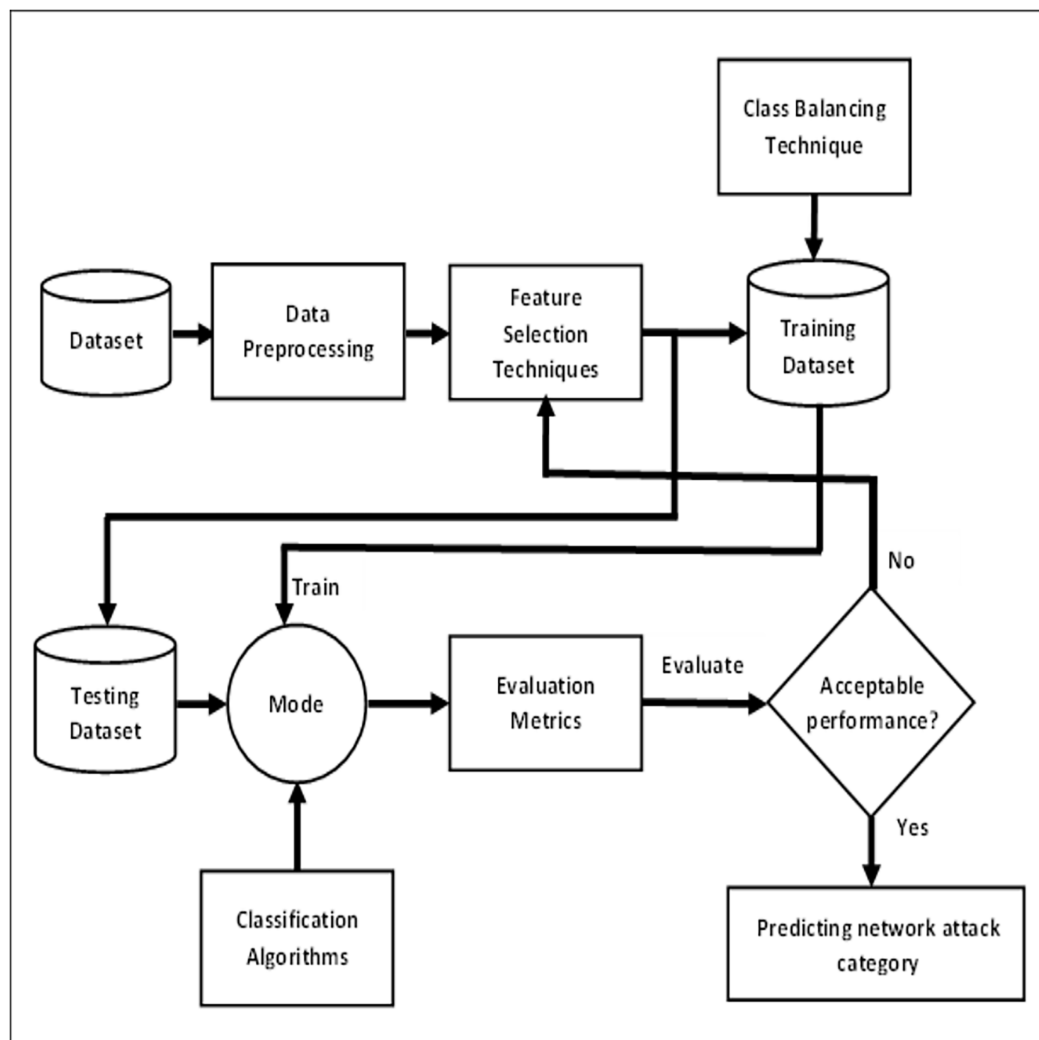 Class Balancing
Technique
Dataset
Data
Preprocessing
Feature
Selection
Techniques
Training
Dataset
No
Train
Testing
Dataset
Mode
Evaluation
Metrics
Evaluate
Acceptable
performance?
Yes
Classification
Algorithms
Predicting network attack
category